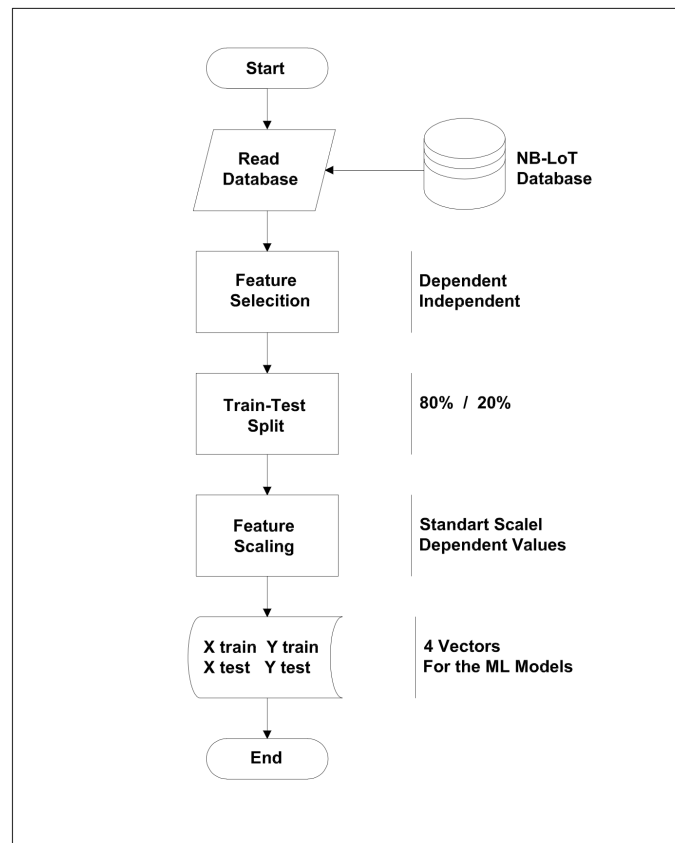 Start
Read
Database
NB-LoT
Database
Feature
Selecition
Dependent
Independent
Train-Test
Split
80% / 20%
Feature
Scaling
Standart Scalel
Dependent Values
X train Y train
X test Y test
4 Vectors
For the ML Models
End